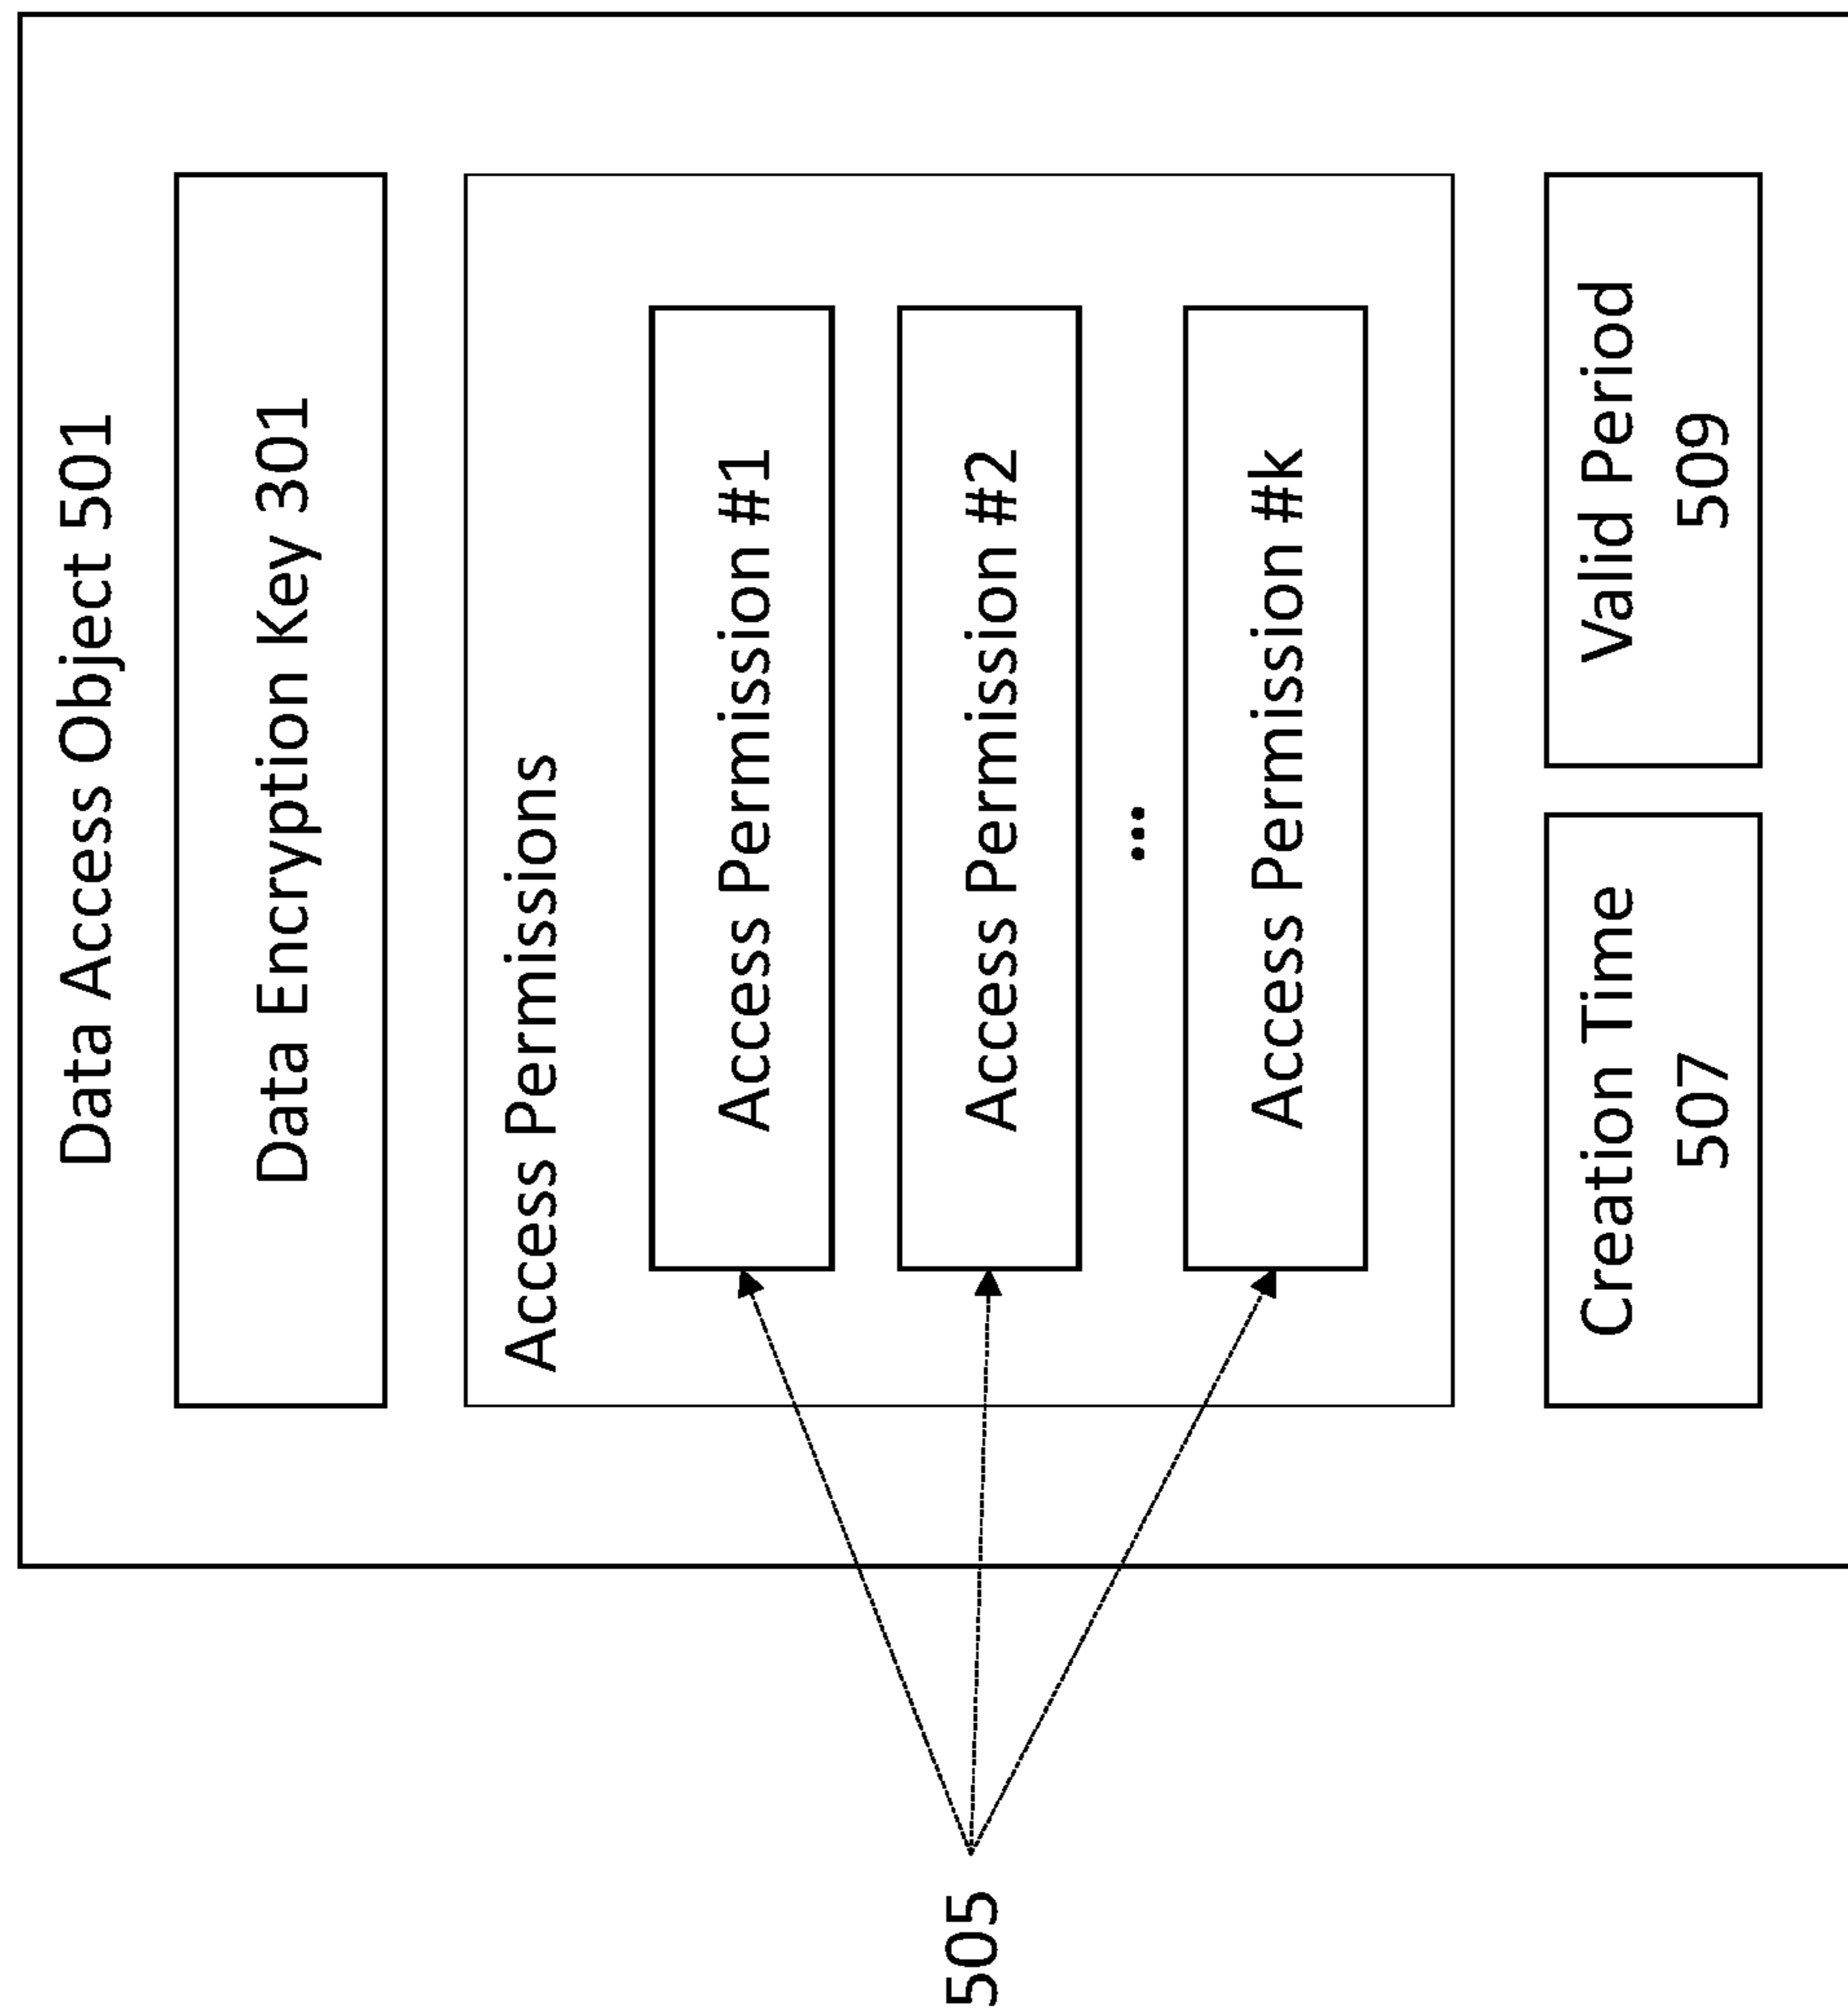 Data Access Object 501
Data Encryption Key 301
Access Permissions
Access Permission #1
Access Permission #2
...
Access Permission #k
505
Creation Time
507
Valid Period
509